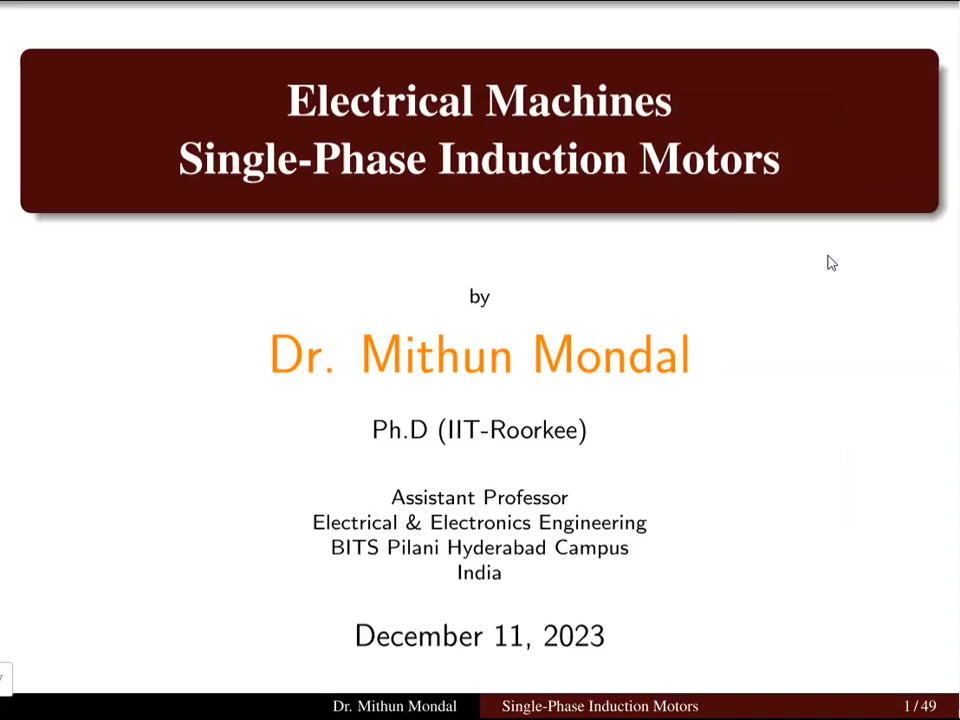 Electrical Machines
Single-Phase Induction Motors
by
Dr. Mithun Mondal
Ph.D (IIT-Roorkee)
Assistant Professor
Electrical & Electronics Engineering
BITS Pilani Hyderabad Campus
India
December 11, 2023
Dr. Mithun Mondal Single-Phase Induction Motors 1 / 49